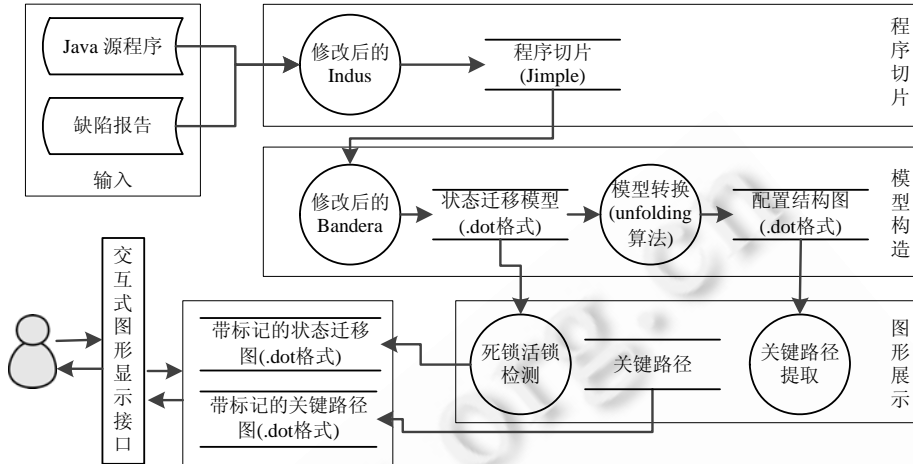 Java 源程序
缺陷报告
输入
修改后的
Indus
程序切片
(Jimple)
程序切片
修改后的
Bandera
状态迁移模型
(.dot格式)
模型转换
(unfolding
算法)
配置结构图
(.dot格式)
模型构造
交互式图形显示接口
带标记的状态迁移
图(.dot格式)
带标记的关键路径
图(.dot格式)
死锁活锁
检测
关键路径
关键路径
提取
图形展示